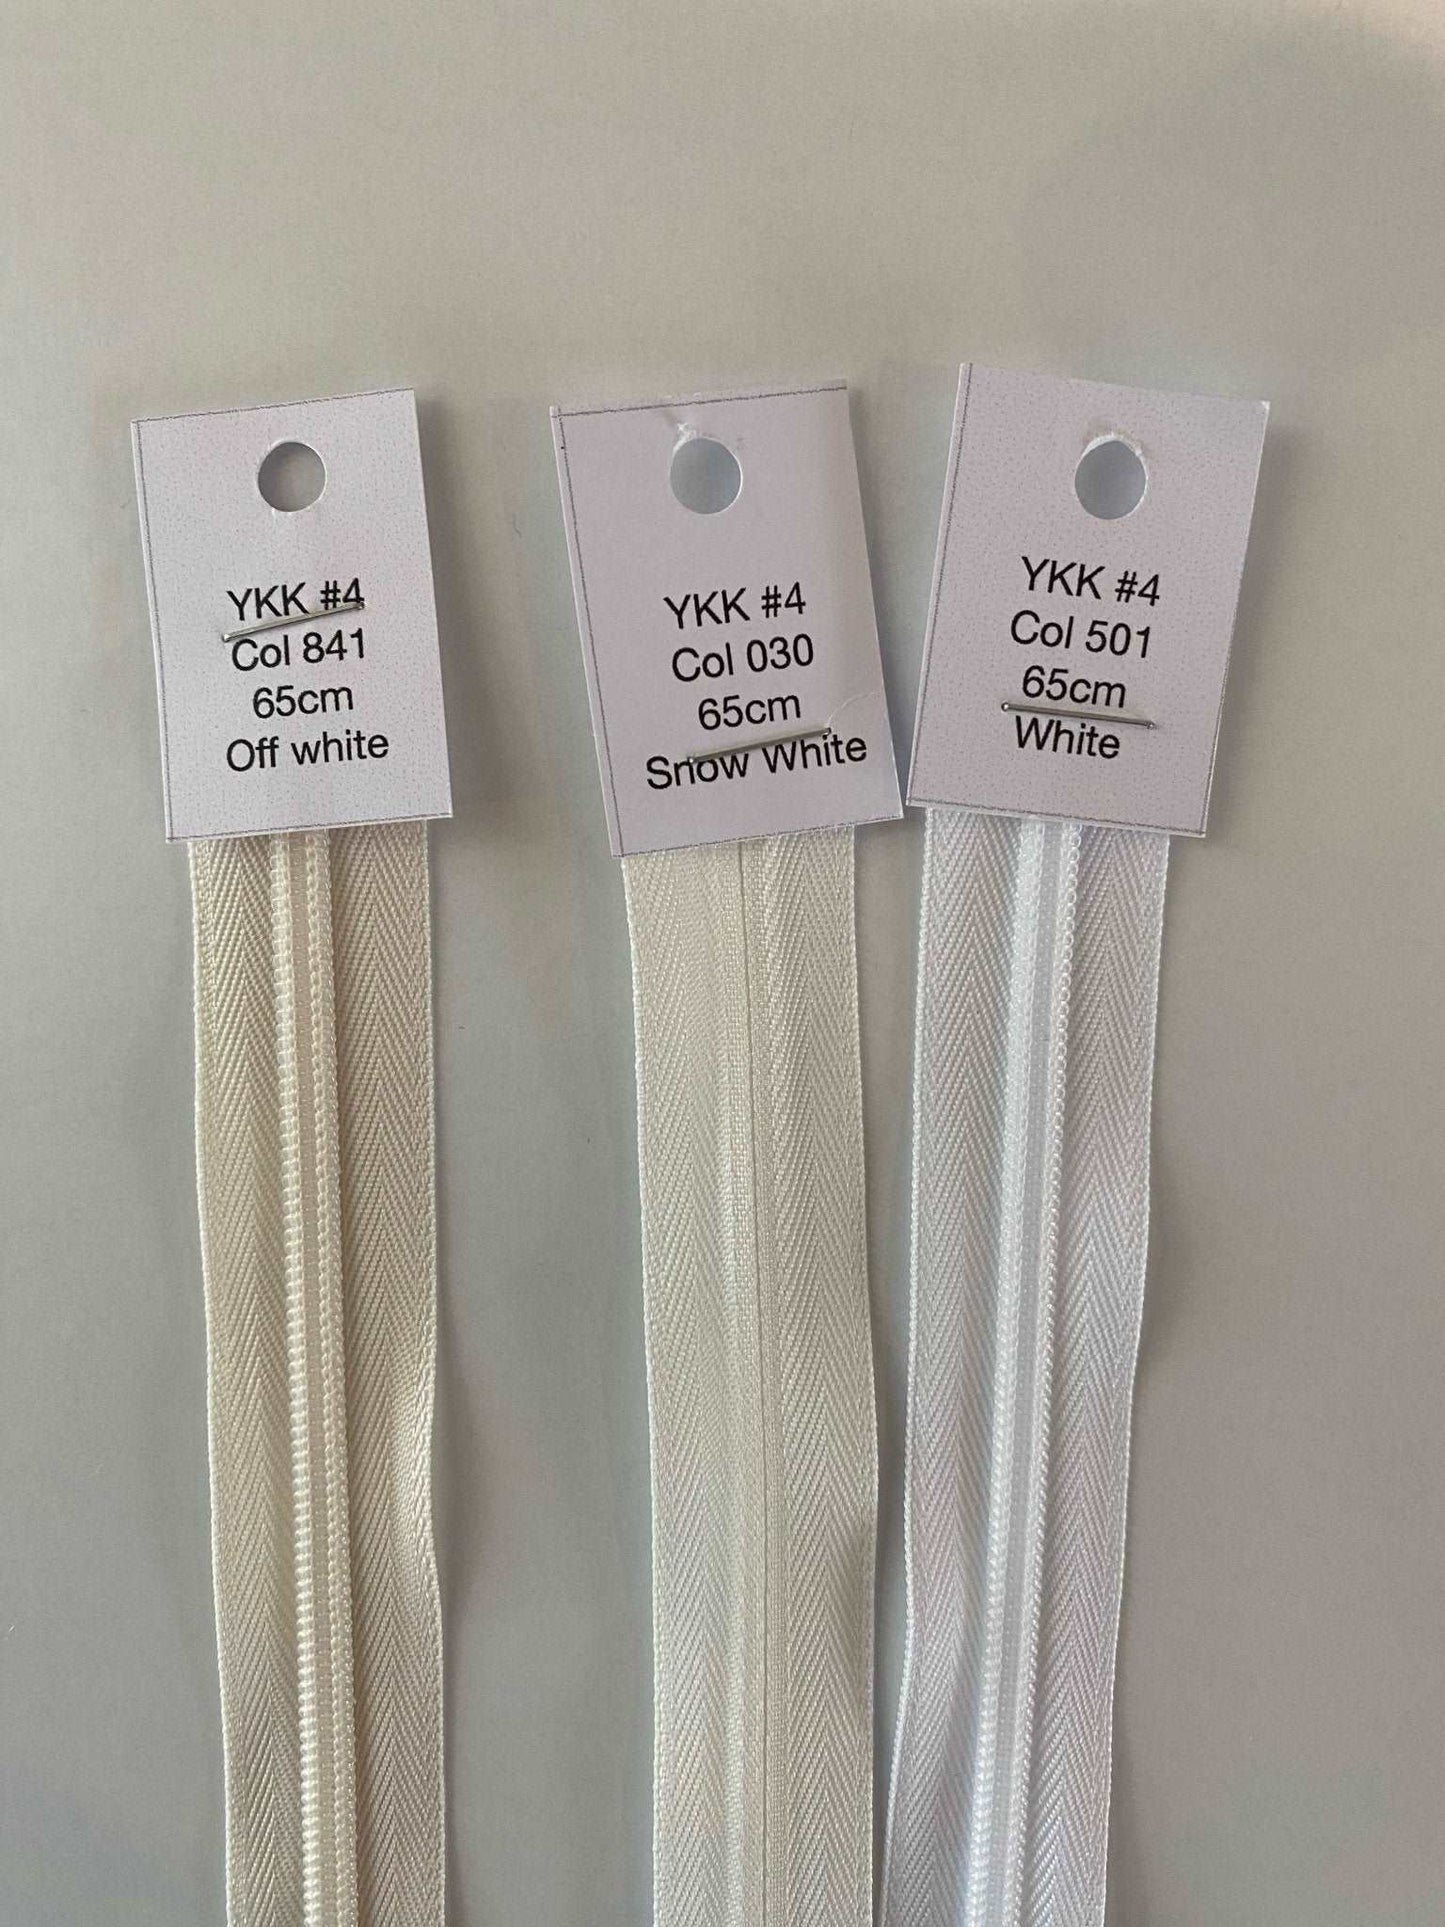 YKK #4
Col 841
65cm
Off white
YKK #4
Col 030
65cm
Snow White
YKK #4
Col 501
65cm
White